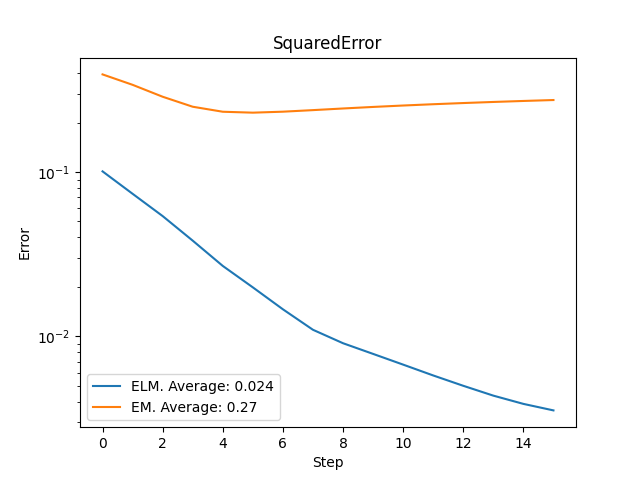 SquaredError
Error
10⁻¹
10⁻²
ELM. Average: 0.024
EM. Average: 0.27
0 2 4 6 8 10 12 14
Step